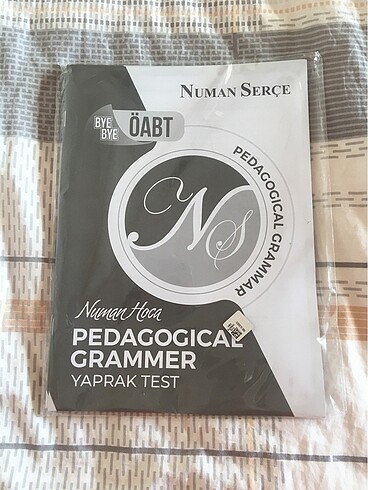 NUMAN SERÇE
BYE
BYE
ÖABT
PEDAGOGICAL GRAMMAR
NS
Numan Hoca
PEDAGOGICAL
GRAMMER
YAPRAK TEST